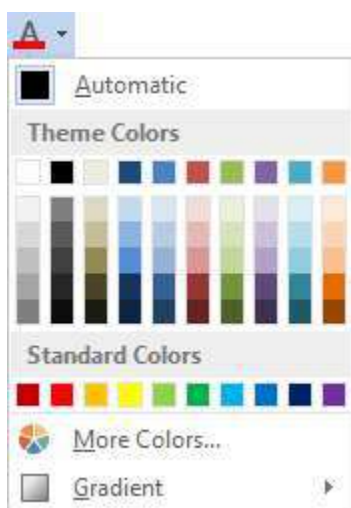 A
Automatic
Theme Colors
Standard Colors
More Colors...
Gradient